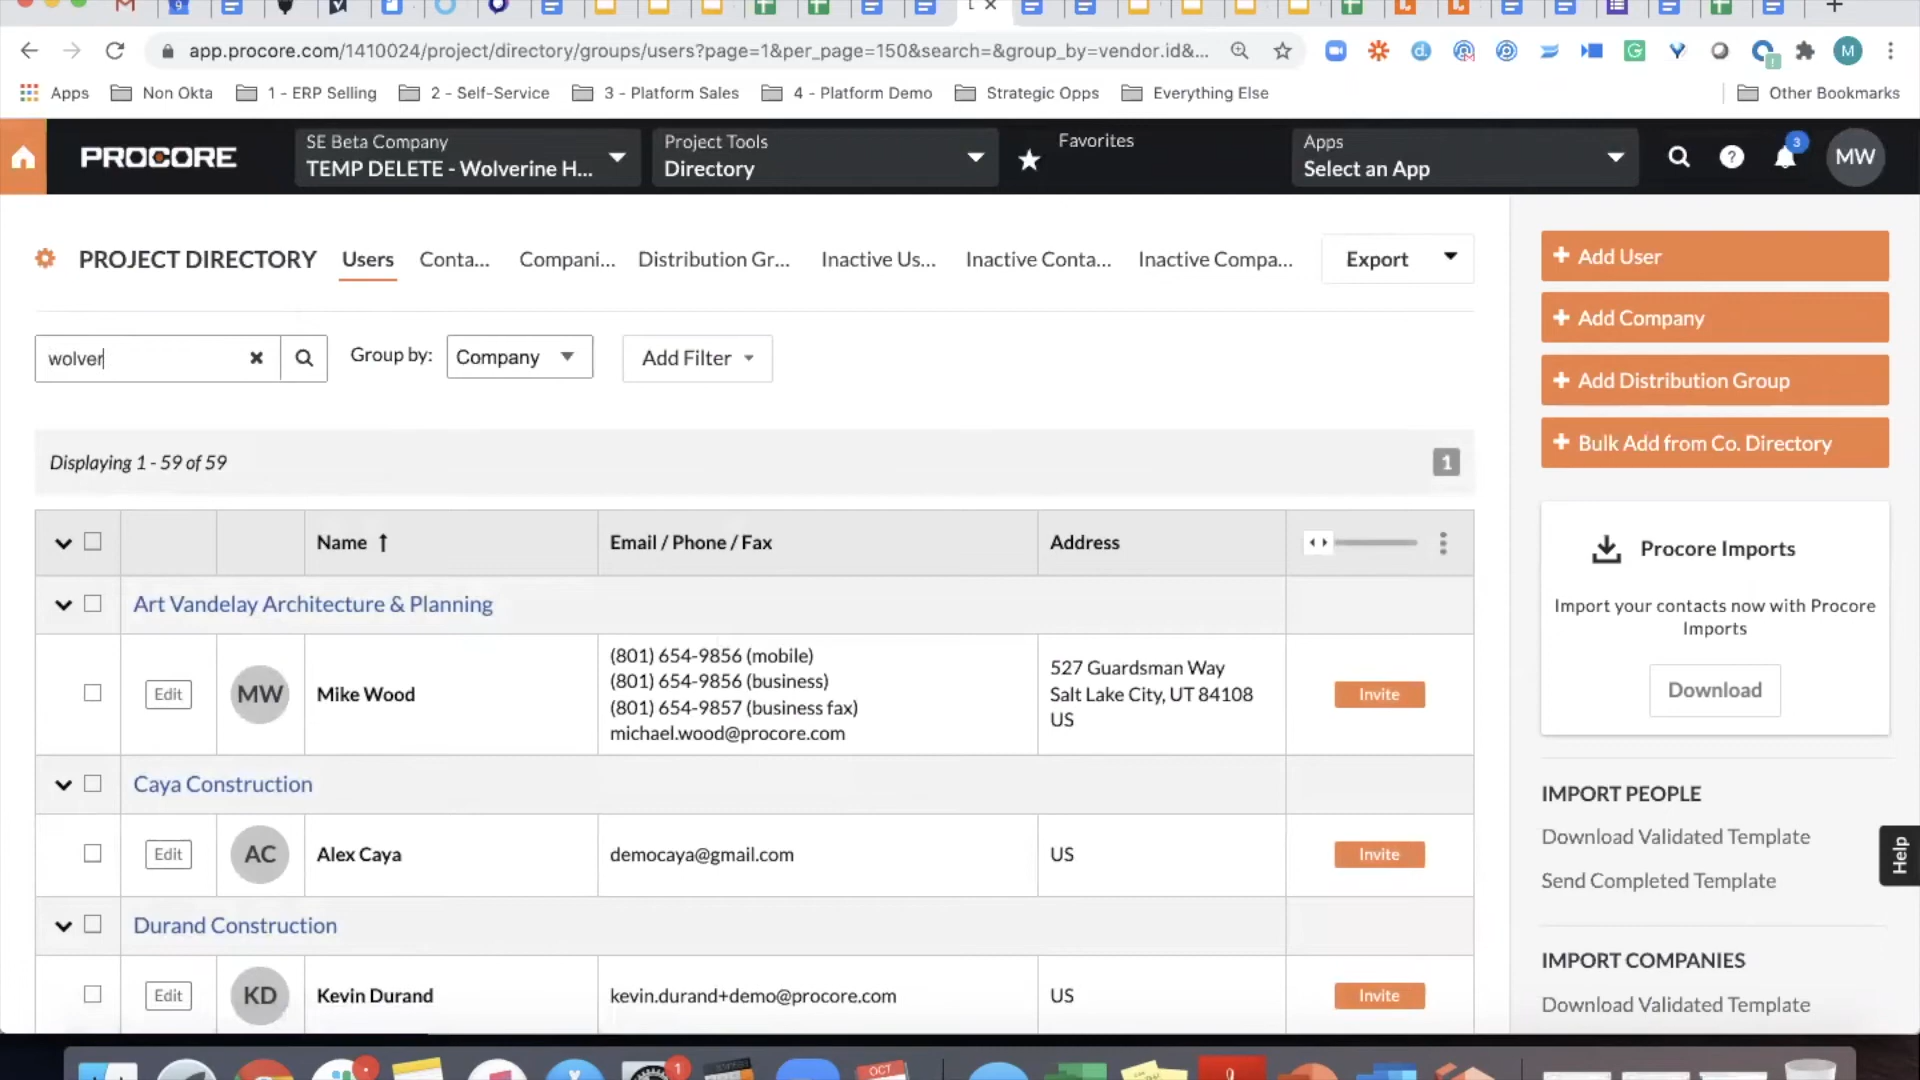 app.procore.com/1410024/project/directory/groups/users?page=1&per_page=150&search=&group_by=vendor.id&...
M
Apps
Non Okta
1 - ERP Selling
2 - Self-Service
3 - Platform Sales
4 - Platform Demo
Strategic Opps
Everything Else
Other Bookmarks
PROCORE
SE Beta Company
TEMP DELETE - Wolverine H...
Project Tools
Directory
Favorites
Apps
Select an App
3
MW
PROJECT DIRECTORY
Users
Conta...
Compani...
Distribution Gr...
Inactive Us...
Inactive Conta...
Inactive Compa...
Export
wolver
Group by:
Company
Add Filter
Displaying 1 - 59 of 59
1
Name
Email / Phone / Fax
Address
Art Vandelay Architecture & Planning
Edit
MW
Mike Wood
(801) 654-9856 (mobile)
(801) 654-9856 (business)
(801) 654-9857 (business fax)
michael.wood@procore.com
527 Guardsman Way
Salt Lake City, UT 84108
US
Invite
Caya Construction
Edit
AC
Alex Caya
democaya@gmail.com
US
Invite
Durand Construction
Edit
KD
Kevin Durand
kevin.durand+demo@procore.com
US
Invite
+ Add User
+ Add Company
+ Add Distribution Group
+ Bulk Add from Co. Directory
Procore Imports
Import your contacts now with Procore
Imports
Download
IMPORT PEOPLE
Download Validated Template
Send Completed Template
IMPORT COMPANIES
Download Validated Template
Help
1
OCT